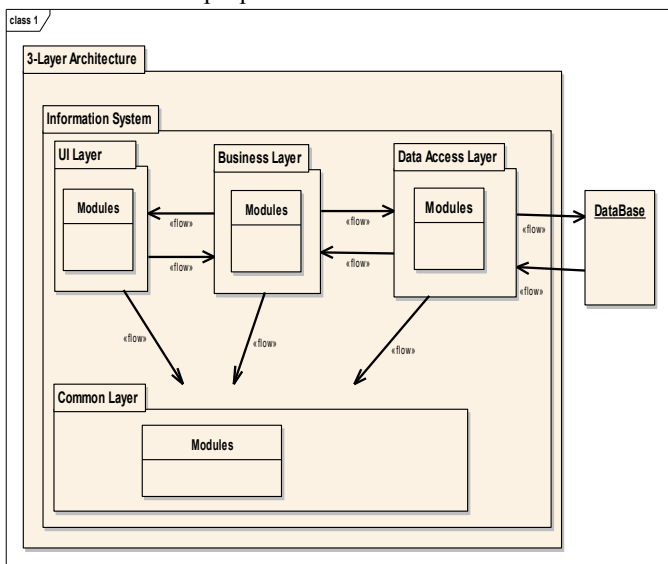 class 1
3-Layer Architecture
Information System
UI Layer
Business Layer
Data Access Layer
Modules
Modules
Modules
DataBase
«flow»
«flow»
«flow»
«flow»
«flow»
«flow»
«flow»
«flow»
«flow»
Common Layer
Modules